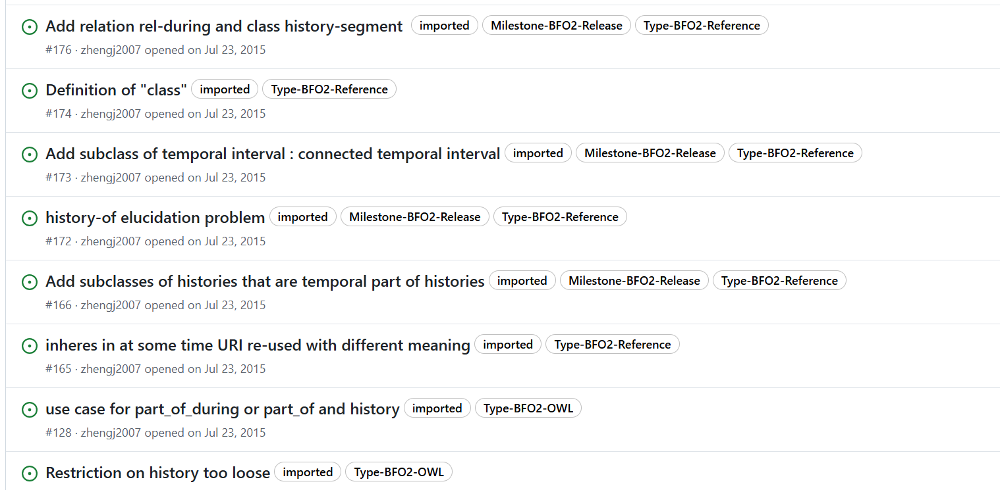 Add relation rel-during and class history-segment imported Milestone-BFO2-Release Type-BFO2-Reference
#176 · zhengj2007 opened on Jul 23, 2015
Definition of "class" imported Type-BFO2-Reference
#174 · zhengj2007 opened on Jul 23, 2015
Add subclass of temporal interval : connected temporal interval imported Milestone-BFO2-Release Type-BFO2-Reference
#173 · zhengj2007 opened on Jul 23, 2015
history-of elucidation problem imported Milestone-BFO2-Release Type-BFO2-Reference
#172 · zhengj2007 opened on Jul 23, 2015
Add subclasses of histories that are temporal part of histories imported Milestone-BFO2-Release Type-BFO2-Reference
#166 · zhengj2007 opened on Jul 23, 2015
inheres in at some time URI re-used with different meaning imported Type-BFO2-Reference
#165 · zhengj2007 opened on Jul 23, 2015
use case for part_of_during or part_of and history imported Type-BFO2-OWL
#128 · zhengj2007 opened on Jul 23, 2015
Restriction on history too loose imported Type-BFO2-OWL